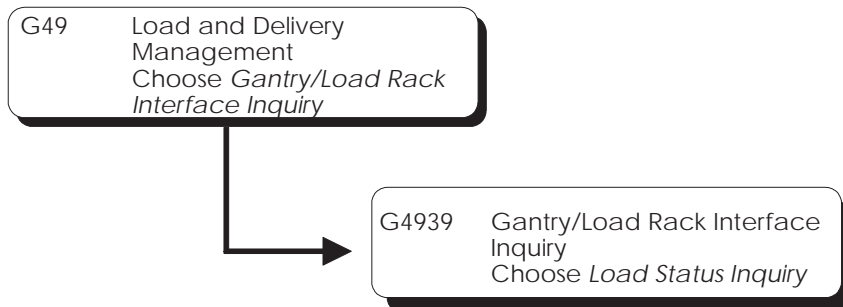 G49 Load and Delivery
Management
Choose Gantry/Load Rack
Interface Inquiry
G4939 Gantry/Load Rack Interface
Inquiry
Choose Load Status Inquiry